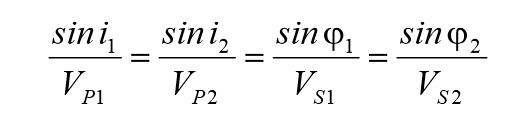 sin i₁ / V_P1 = sin i₂ / V_P2 = sin φ₁ / V_S1 = sin φ₂ / V_S2